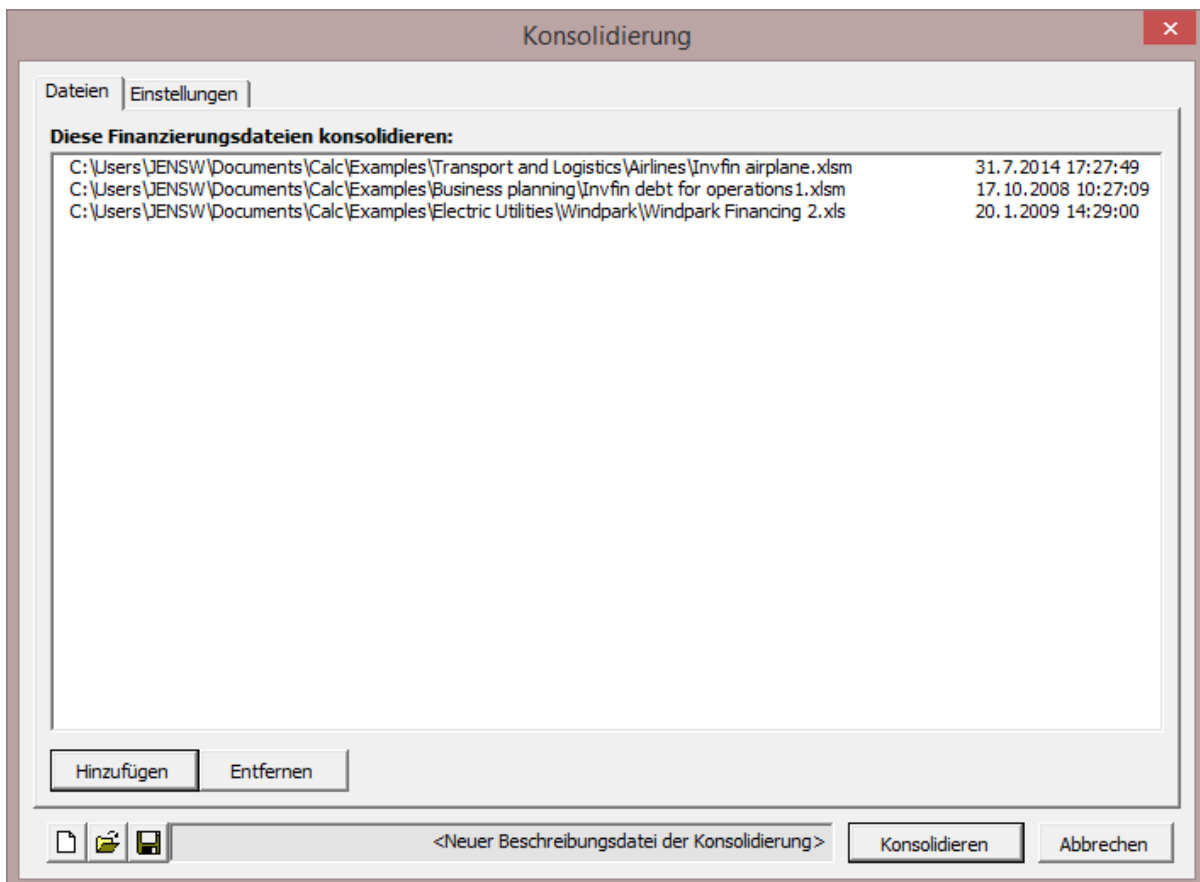 Konsolidierung
Dateien Einstellungen
Diese Finanzierungsdateien konsolidieren:
C:\Users\JENSW\Documents\Calc\Examples\Transport and Logistics\Airlines\Invfin airplane.xlsm 31.7.2014 17:27:49
C:\Users\JENSW\Documents\Calc\Examples\Business planning\Invfin debt for operations1.xlsm 17.10.2008 10:27:09
C:\Users\JENSW\Documents\Calc\Examples\Electric Utilities\Windpark\Windpark Financing 2.xls 20.1.2009 14:29:00
Hinzufügen Entfernen
<Neuer Beschreibungsdatei der Konsolidierung> Konsolidieren Abbrechen